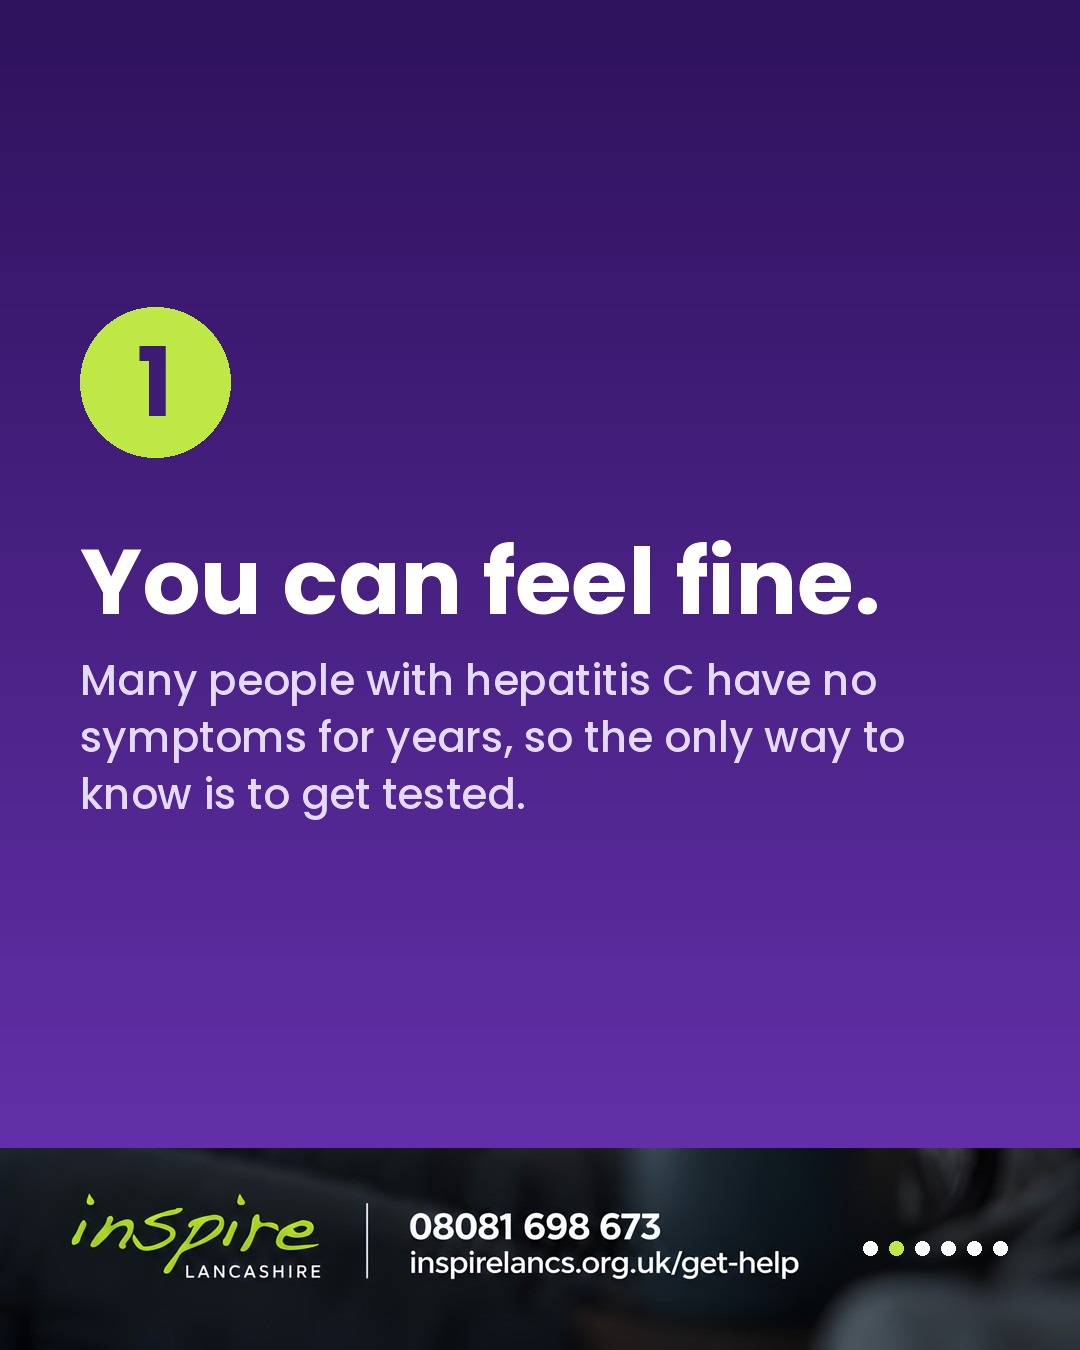 1
You can feel fine.
Many people with hepatitis C have no
symptoms for years, so the only way to
know is to get tested.
inspire
LANCASHIRE
08081 698 673
inspirelancs.org.uk/get-help